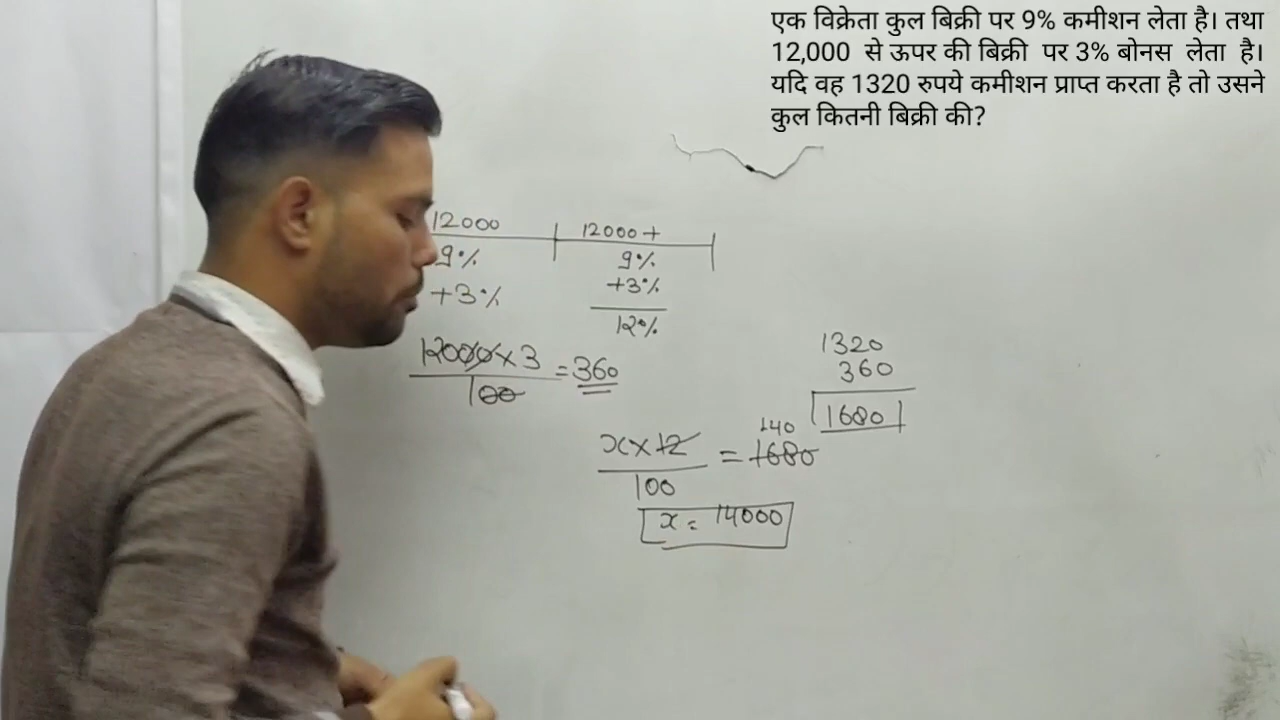 एक विक्रेता कुल बिक्री पर 9% कमीशन लेता है। तथा
12,000 से ऊपर की बिक्री पर 3% बोनस लेता है।
यदि वह 1320 रुपये कमीशन प्राप्त करता है तो उसने
कुल कितनी बिक्री की?
12000
9%
+3%
12000 +
9%
+3%
12%
12000 x 3
100
= 360
1320
360
1680
x x 12
100
= 1680
140
x = 14000